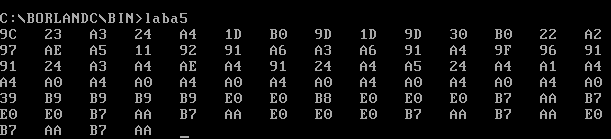 C:\BORLANDC\BIN>laba5
9C 23 A3 24 A4 1D B0 9D 1D 9D 30 B0 22 A2
97 AE A5 11 92 91 A6 A3 A6 91 A4 9F 96 91
91 24 A3 A4 AE A4 91 24 A4 A5 24 A4 A1 A4
A4 A0 A4 A0 A4 A0 A4 A0 A4 A0 A4 A0 A4 A0
39 B9 B9 B9 B9 E0 E0 B8 E0 E0 E0 B7 AA B7
E0 E0 B7 AA B7 AA E0 E0 E0 B7 AA B7 AA E0
B7 AA B7 AA